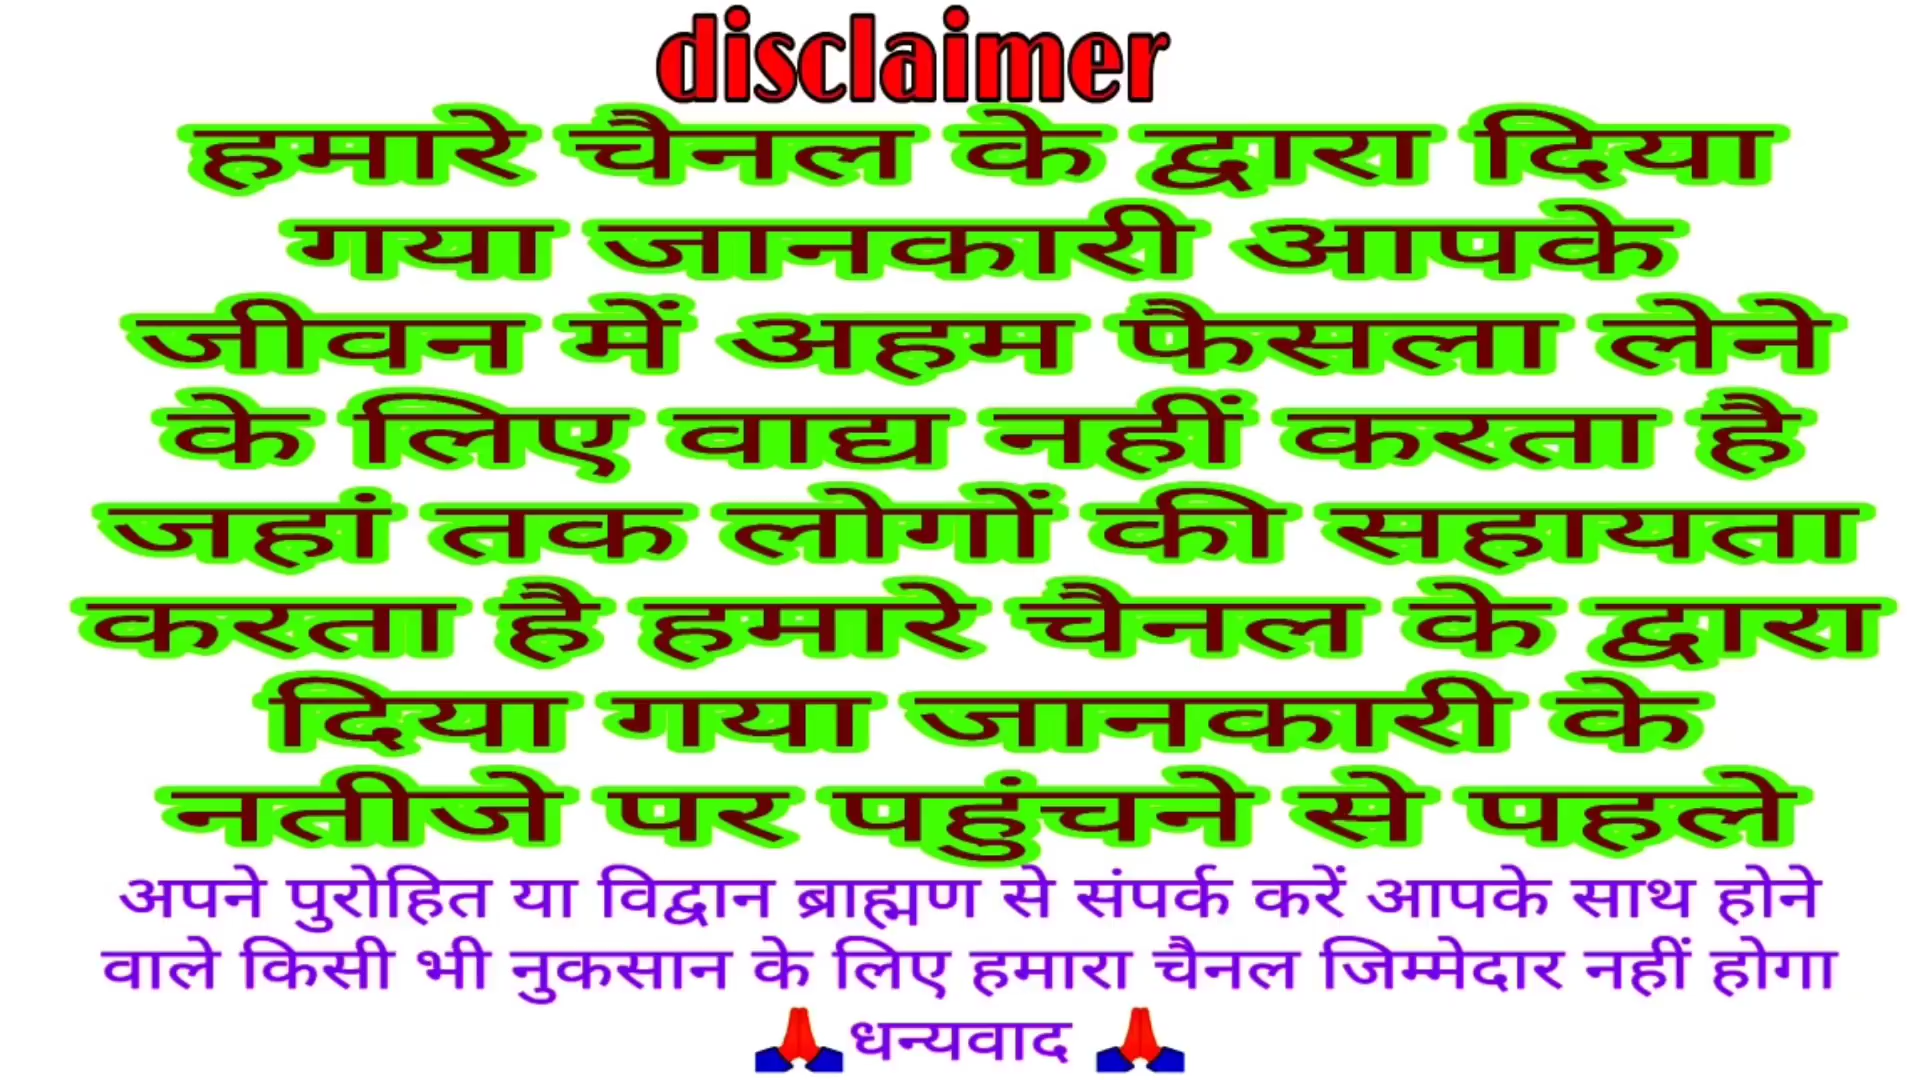 disclaimer
हमारे चैनल के द्वारा दिया
गया जानकारी आपके
जीवन में अहम फैसला लेने
के लिए वाद्य नहीं करता है
जहां तक लोगों की सहायता
करता है हमारे चैनल के द्वारा
दिया गया जानकारी के
नतीजे पर पहुंचने से पहले
अपने पुरोहित या विद्वान ब्राह्मण से संपर्क करें आपके साथ होने
वाले किसी भी नुकसान के लिए हमारा चैनल जिम्मेदार नहीं होगा
🙏धन्यवाद 🙏